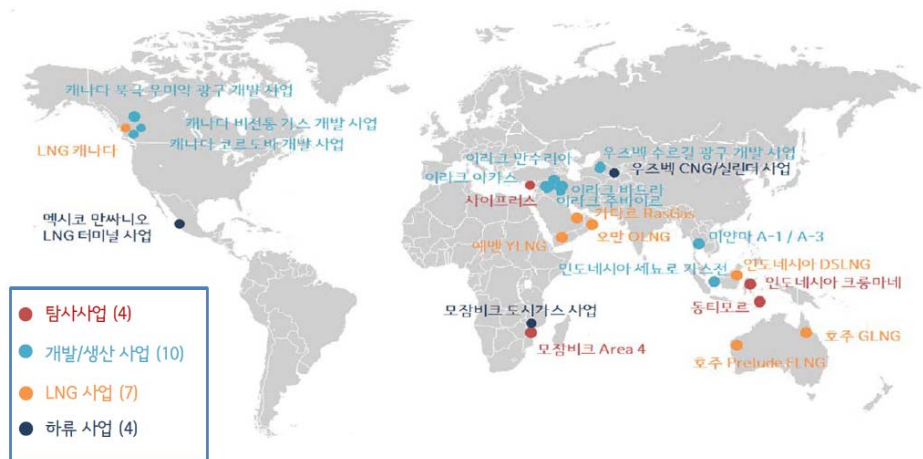 캐나다 북극 우미악 광구 개발 사업
캐나다 비전통 가스 개발 사업
캐나다 코르도바 개발 사업
LNG 캐나다
멕시코 만싸니오
LNG 터미널 사업
우즈벡 수르길 광구 개발 사업
우즈벡 CNG/실린더 사업
이라크 만수리아
이라크 아카스
이라크 바드라
이라크 주바이르
사이프러스
카타르 RasGas
오만 OLNG
예멘 YLNG
미얀마 A-1 / A-3
인도네시아 세뇨로 가스전
인도네시아 DSLNG
인도네시아 크룽마네
동티모르
모잠비크 도시가스 사업
모잠비크 Area 4
호주 GLNG
호주 Prelude FLNG
탐사사업 (4)
개발/생산 사업 (10)
LNG 사업 (7)
하류 사업 (4)